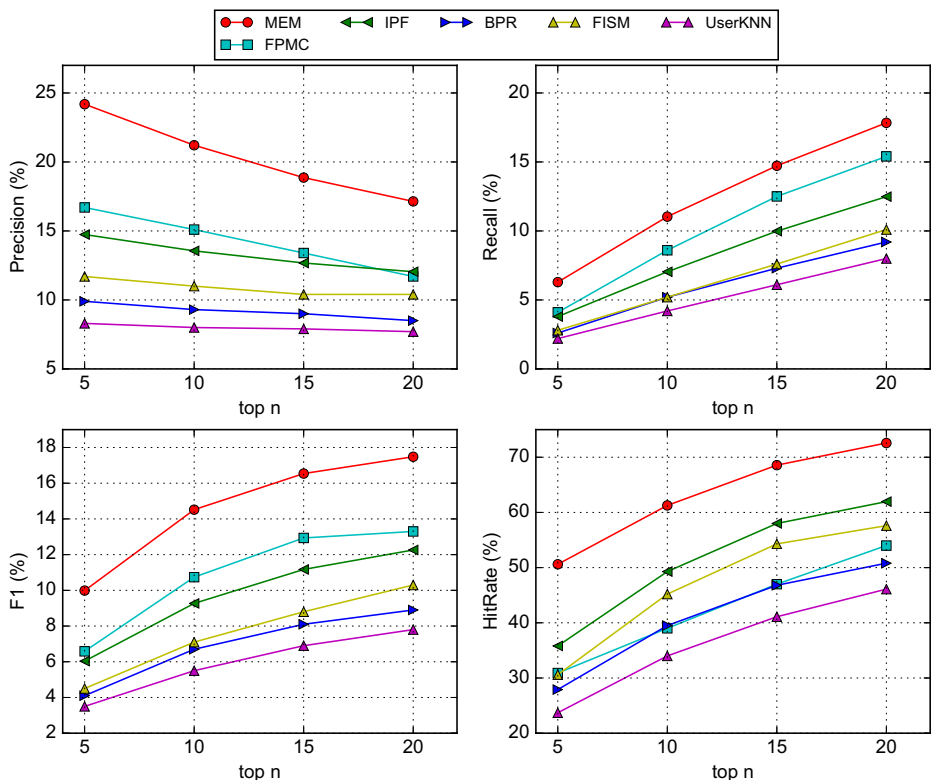 MEM IPF BPR FISM UserKNN
FPMC
25
20
15
10
5
Precision (%)
5 10 15 20
top n
20
15
10
5
0
Recall (%)
5 10 15 20
top n
18
16
14
12
10
8
6
4
2
F1 (%)
5 10 15 20
top n
70
60
50
40
30
20
HitRate (%)
5 10 15 20
top n